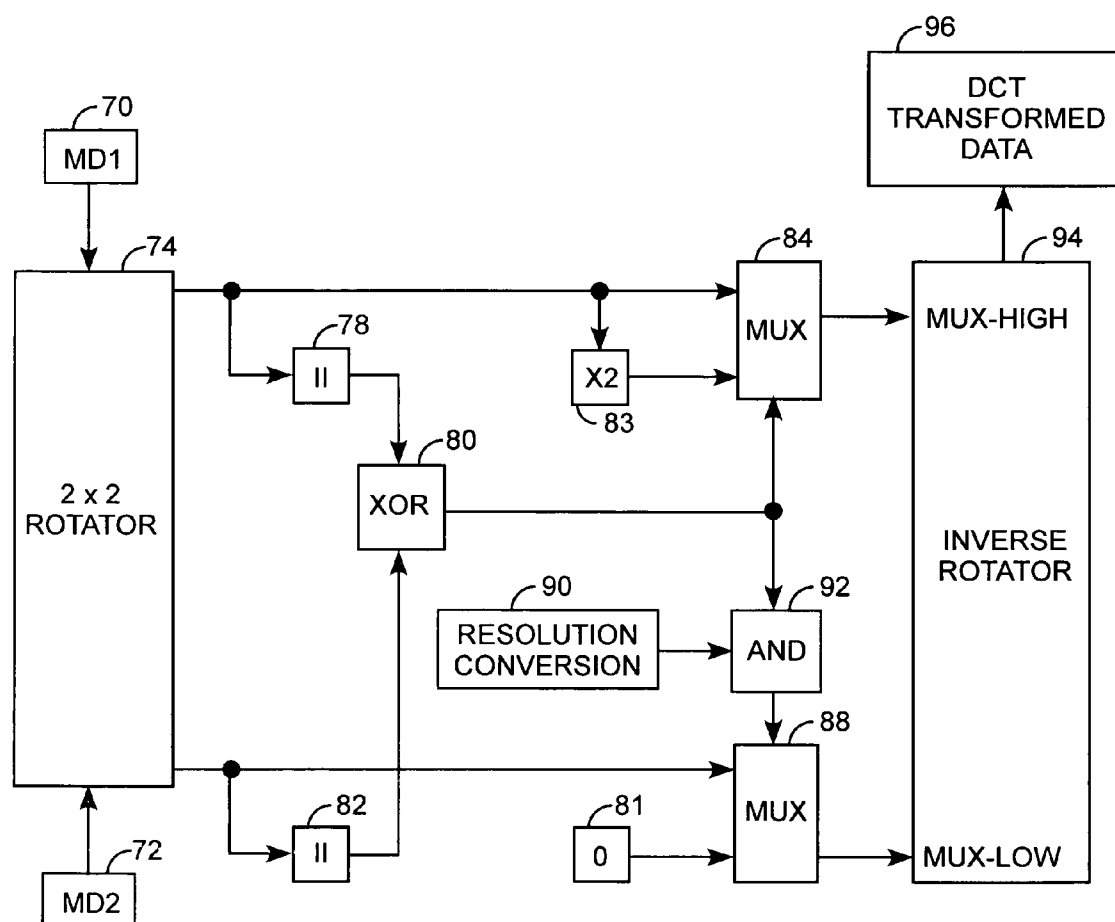 96
DCT
TRANSFORMED
DATA
70
MD1
74
84
94
78
MUX
MUX-HIGH
II
X2
83
80
XOR
2 x 2
ROTATOR
INVERSE
ROTATOR
90
92
RESOLUTION
CONVERSION
AND
88
82
81
MUX
II
0
MUX-LOW
72
MD2